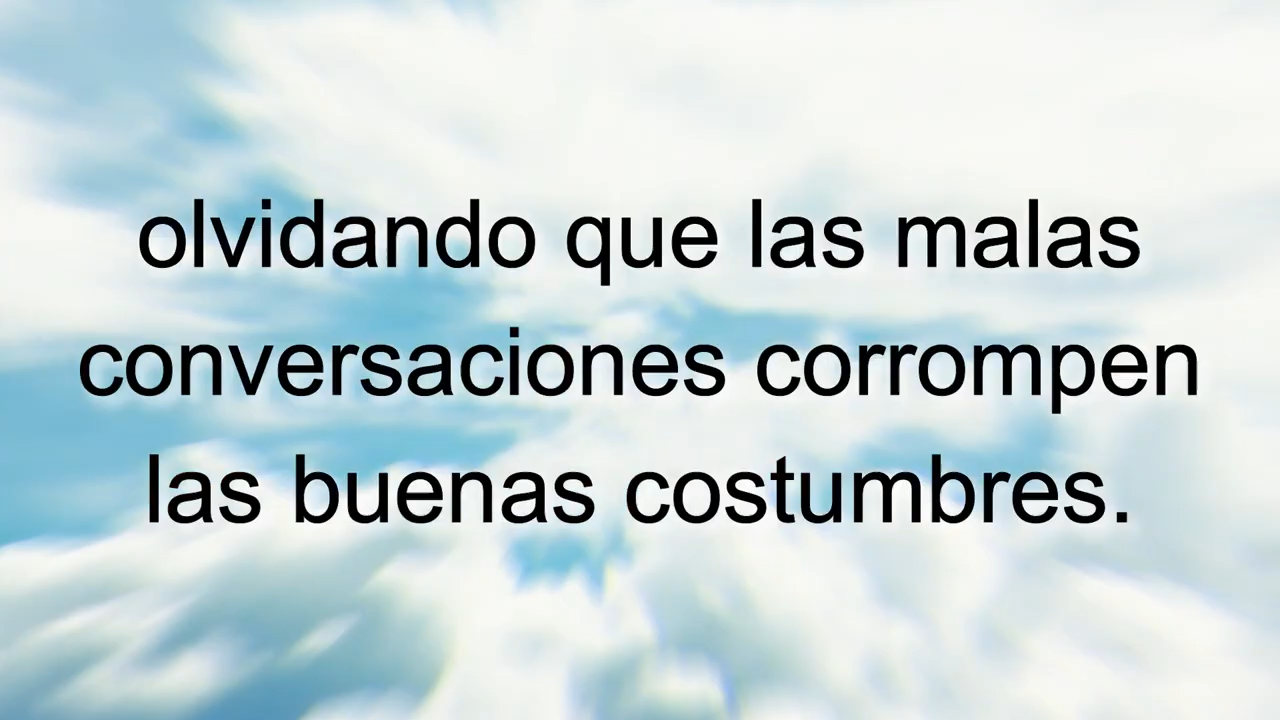 olvidando que las malas
conversaciones corrompen
las buenas costumbres.